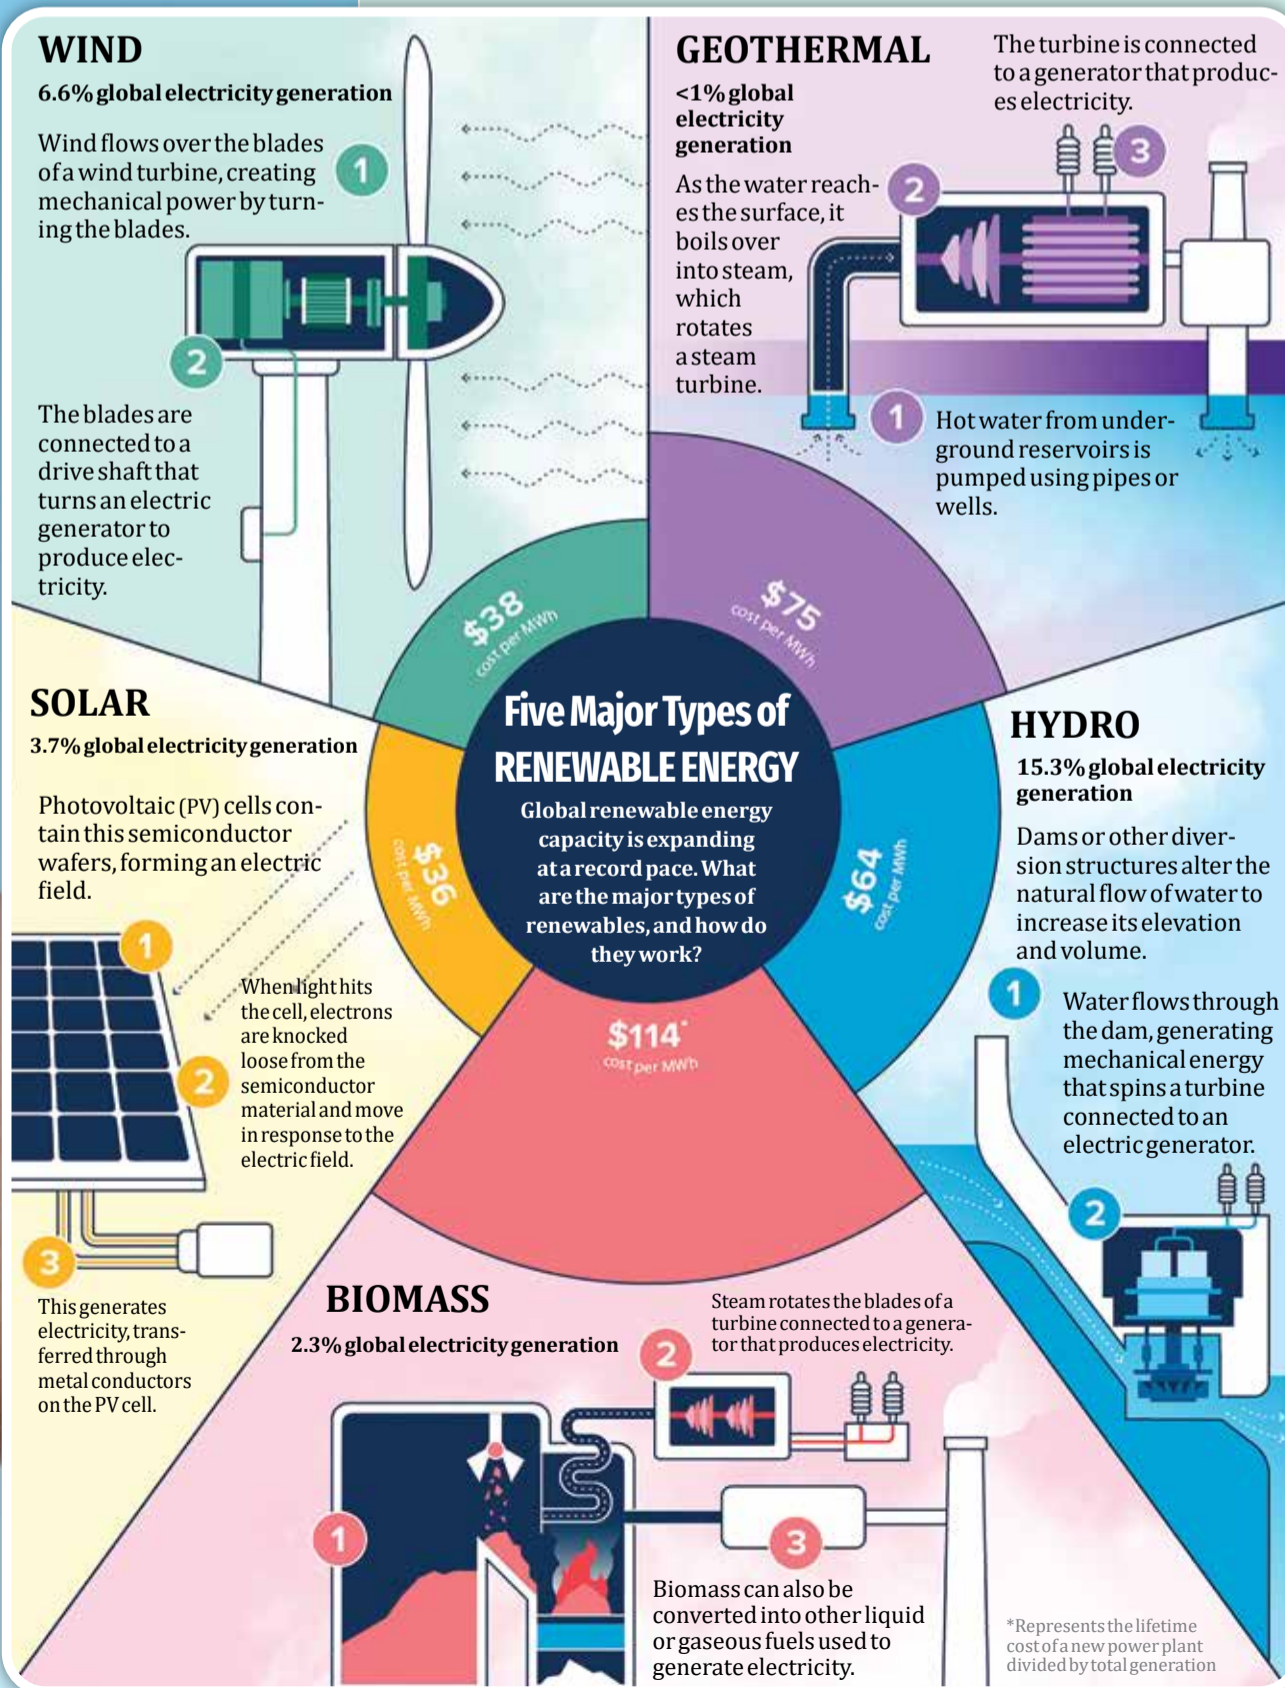 WIND
6.6% global electricity generation
Wind flows over the blades
of a wind turbine, creating
mechanical power by turn-
ing the blades.
1
2
The blades are
connected to a
drive shaft that
turns an electric
generator to
produce elec-
tricity.
$38
cost per MWh
GEOTHERMAL
<1% global
electricity
generation
The turbine is connected
to a generator that produc-
es electricity.
3
As the water reach-
es the surface, it
boils over
into steam,
which
rotates
a steam
turbine.
2
1
Hot water from under-
ground reservoirs is
pumped using pipes or
wells.
$75
cost per MWh
SOLAR
3.7% global electricity generation
Photovoltaic (PV) cells con-
tain this semiconductor
wafers, forming an electric
field.
1
When light hits
the cell, electrons
are knocked
loose from the
semiconductor
material and move
in response to the
electric field.
2
3
This generates
electricity, trans-
ferred through
metal conductors
on the PV cell.
$36
cost per MWh
Five Major Types of
RENEWABLE ENERGY
Global renewable energy
capacity is expanding
at a record pace. What
are the major types of
renewables, and how do
they work?
HYDRO
15.3% global electricity
generation
Dams or other diver-
sion structures alter the
natural flow of water to
increase its elevation
and volume.
1
Water flows through
the dam, generating
mechanical energy
that spins a turbine
connected to an
electric generator.
2
$64
cost per MWh
$114*
cost per MWh
BIOMASS
2.3% global electricity generation
Steam rotates the blades of a
turbine connected to a genera-
tor that produces electricity.
2
1
3
Biomass can also be
converted into other liquid
or gaseous fuels used to
generate electricity.
*Represents the lifetime
cost of a new power plant
divided by total generation